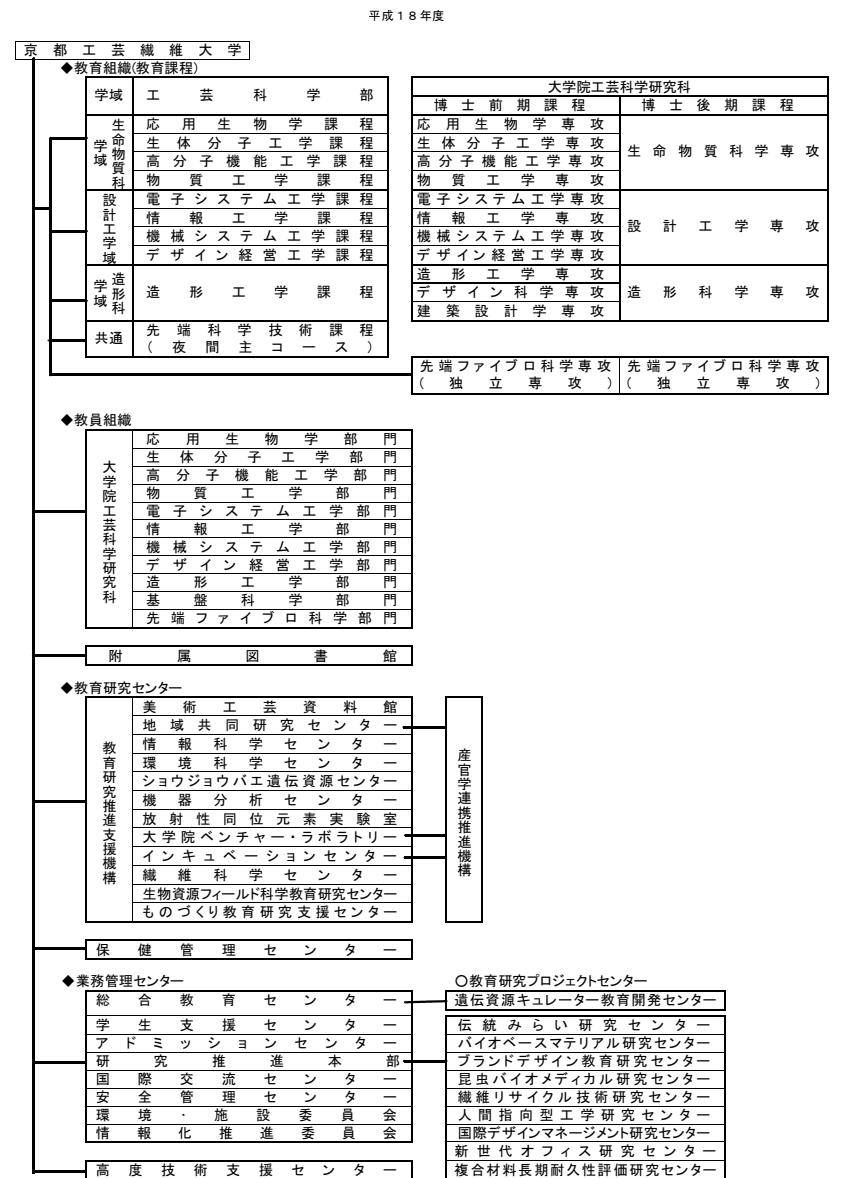 平成１８年度
京都工芸繊維大学
◆教育組織(教育課程)
学域 工芸科学部
生命物質科学域
応用生物学課程
生体分子工学課程
高分子機能工学課程
物質工学課程
設計工学域
電子システム工学課程
情報工学課程
機械システム工学課程
デザイン経営工学課程
造形科学域
造形工学課程
共通
先端科学技術課程
(夜間主コース)
大学院工芸科学研究科
博士前期課程 博士後期課程
応用生物学専攻
生体分子工学専攻
高分子機能工学専攻
物質工学専攻
生命物質科学専攻
電子システム工学専攻
情報工学専攻
機械システム工学専攻
デザイン経営工学専攻
設計工学専攻
造形工学専攻
デザイン科学専攻
建築設計学専攻
造形科学専攻
先端ファイブロ科学専攻
(独立専攻)
先端ファイブロ科学専攻
(独立専攻)
◆教員組織
大学院工芸科学研究科
応用生物学部門
生体分子工学部門
高分子機能工学部門
物質工学部門
電子システム工学部門
情報工学部門
機械システム工学部門
デザイン経営工学部門
造形工学部門
基盤科学部門
先端ファイブロ科学部門
附属図書館
◆教育研究センター
教育研究推進支援機構
美術工芸資料館
地域共同研究センター
情報科学センター
環境科学センター
ショウジョウバエ遺伝資源センター
機器分析センター
放射性同位元素実験室
大学院ベンチャー・ラボラトリー
インキュベーションセンター
繊維科学センター
生物資源フィールド科学教育研究センター
ものづくり教育研究支援センター
産官学連携推進機構
保健管理センター
◆業務管理センター
総合教育センター
学生支援センター
アドミッションセンター
研究推進本部
国際交流センター
安全管理センター
環境・施設委員会
情報化推進委員会
高度技術支援センター
○教育研究プロジェクトセンター
遺伝資源キュレーター教育開発センター
伝統みらい研究センター
バイオベースマテリアル研究センター
ブランドデザイン教育研究センター
昆虫バイオメディカル研究センター
繊維リサイクル技術研究センター
人間指向型工学研究センター
国際デザインマネージメント研究センター
新世代オフィス研究センター
複合材料長期耐久性評価研究センター